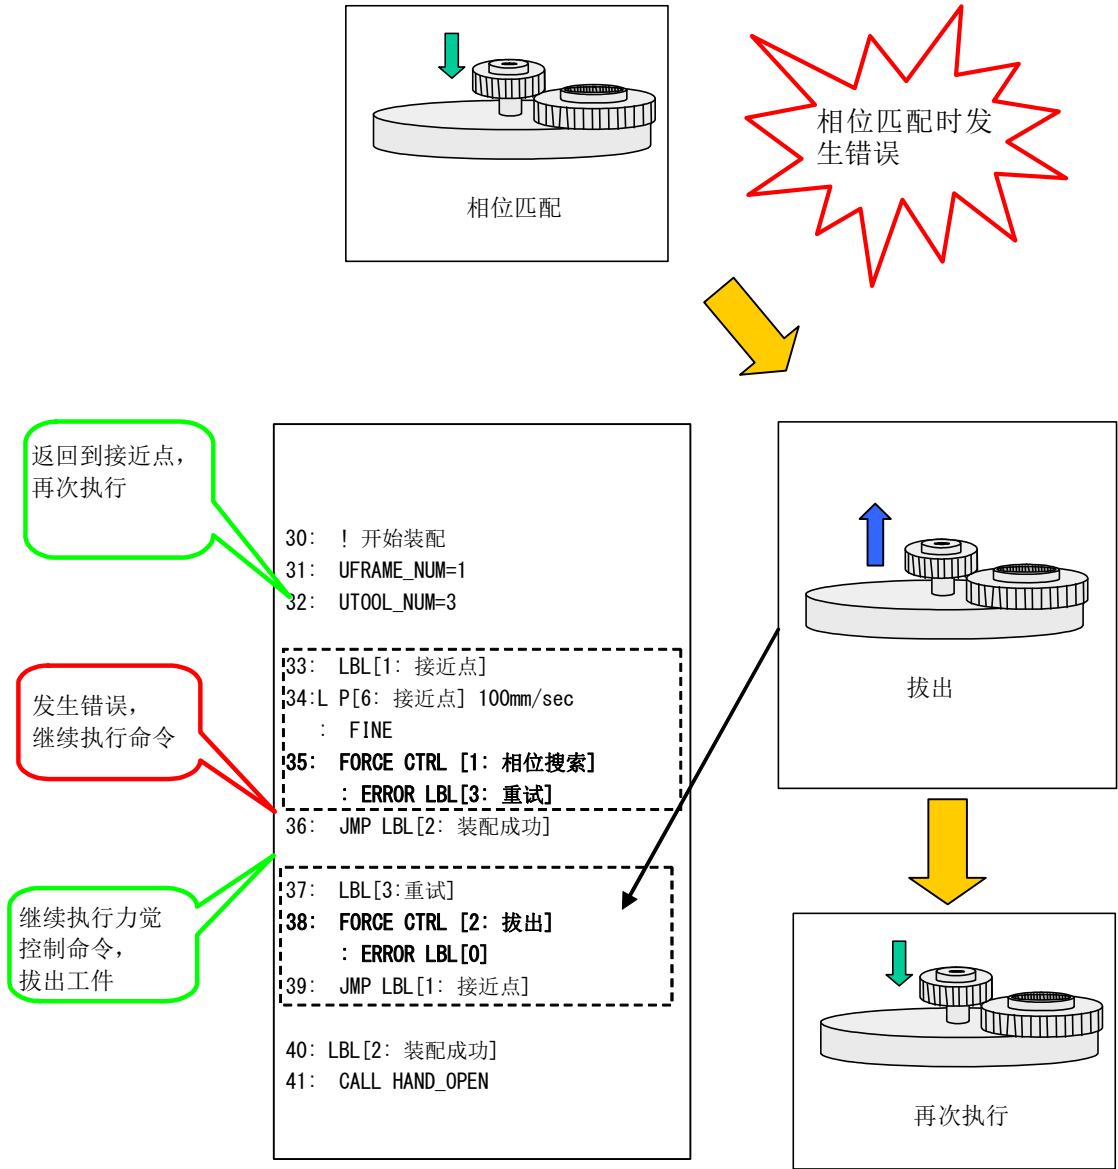 相位匹配
相位匹配时发
生错误
返回到接近点,
再次执行
30: ! 开始装配
31: UFRAME_NUM=1
32: UTOOL_NUM=3
33: LBL[1: 接近点]
34:L P[6: 接近点] 100mm/sec
: FINE
35: FORCE CTRL [1: 相位搜索]
: ERROR LBL[3: 重试]
36: JMP LBL[2: 装配成功]
37: LBL[3:重试]
38: FORCE CTRL [2: 拔出]
: ERROR LBL[0]
39: JMP LBL[1: 接近点]
40: LBL[2: 装配成功]
41: CALL HAND_OPEN
发生错误,
继续执行命令
继续执行力觉
控制命令,
拔出工件
拔出
再次执行